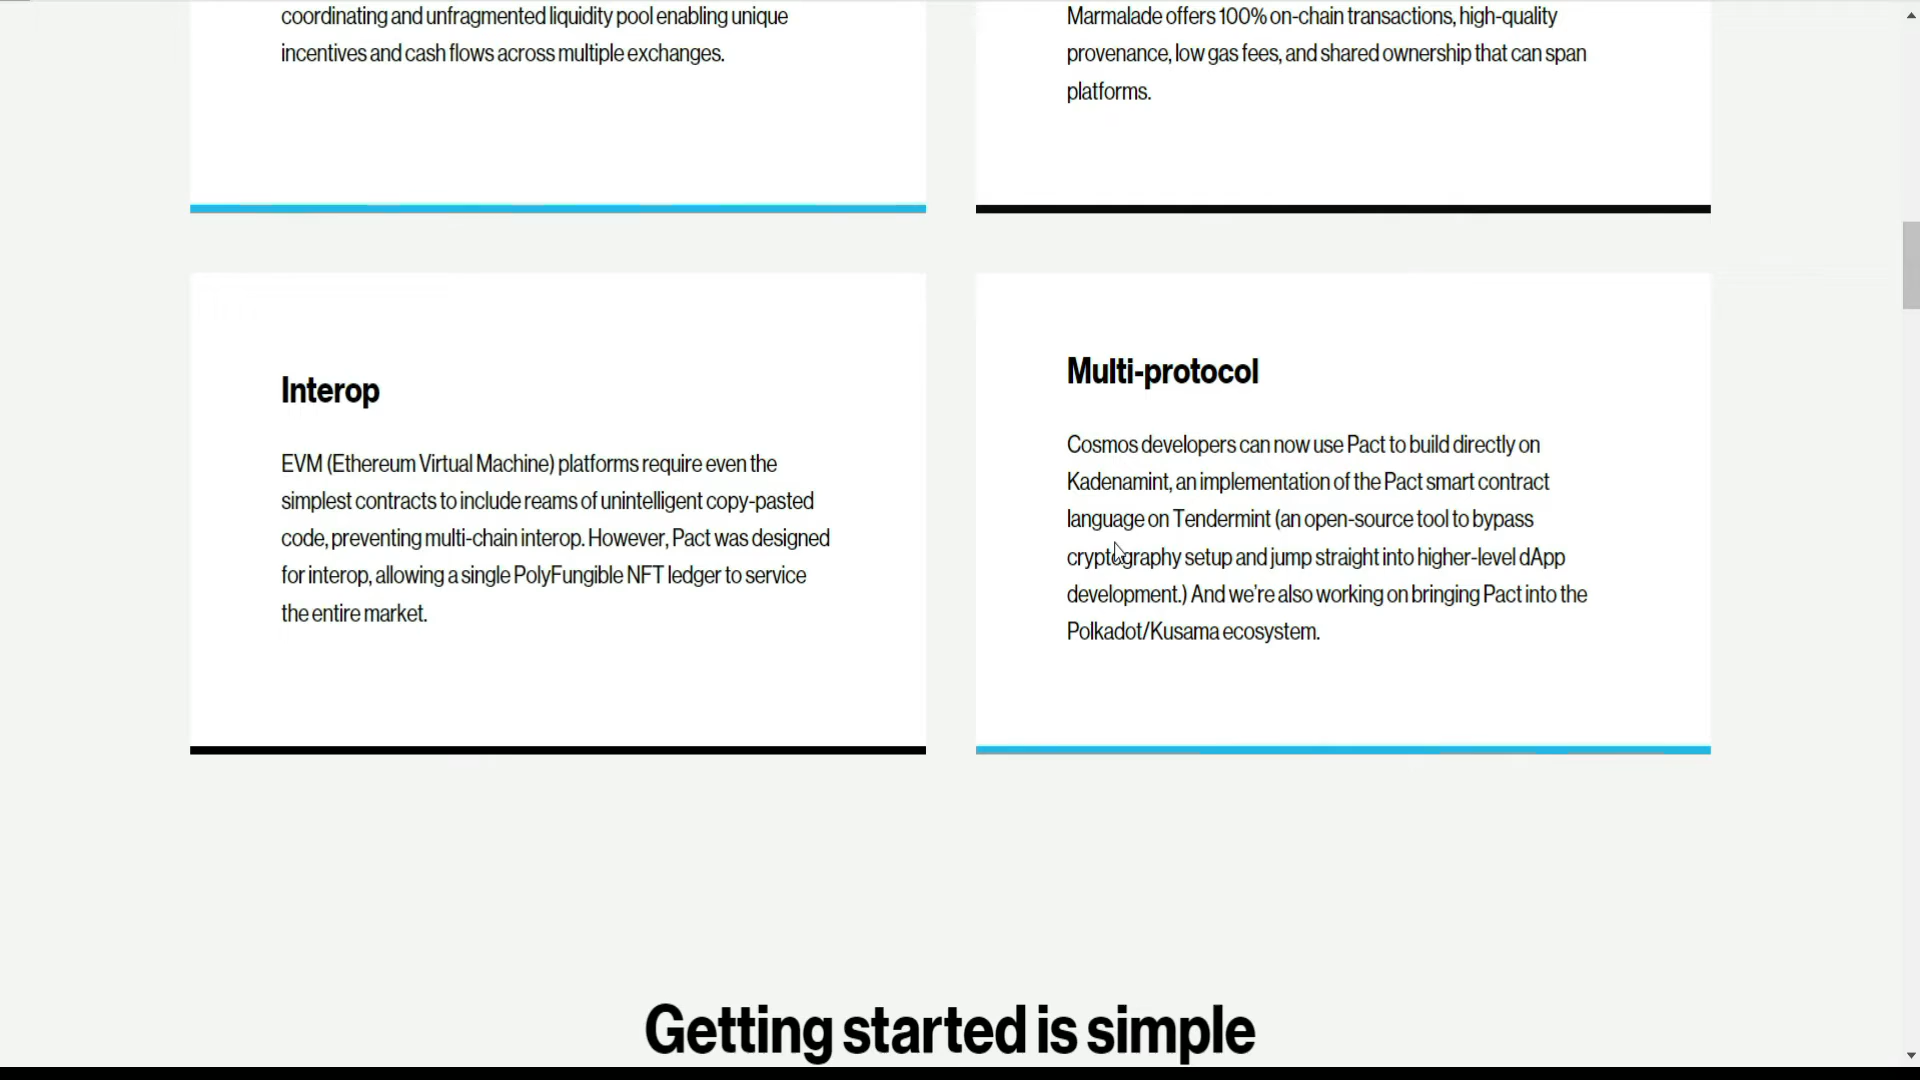 coordinating and unfragmented liquidity pool enabling unique
incentives and cash flows across multiple exchanges.
Marmalade offers 100% on-chain transactions, high-quality
provenance, low gas fees, and shared ownership that can span
platforms.
Interop
EVM (Ethereum Virtual Machine) platforms require even the
simplest contracts to include reams of unintelligent copy-pasted
code, preventing multi-chain interop. However, Pact was designed
for interop, allowing a single PolyFungible NFT ledger to service
the entire market.
Multi-protocol
Cosmos developers can now use Pact to build directly on
Kadenamint, an implementation of the Pact smart contract
language on Tendermint (an open-source tool to bypass
cryptography setup and jump straight into higher-level dApp
development.) And we're also working on bringing Pact into the
Polkadot/Kusama ecosystem.
Getting started is simple